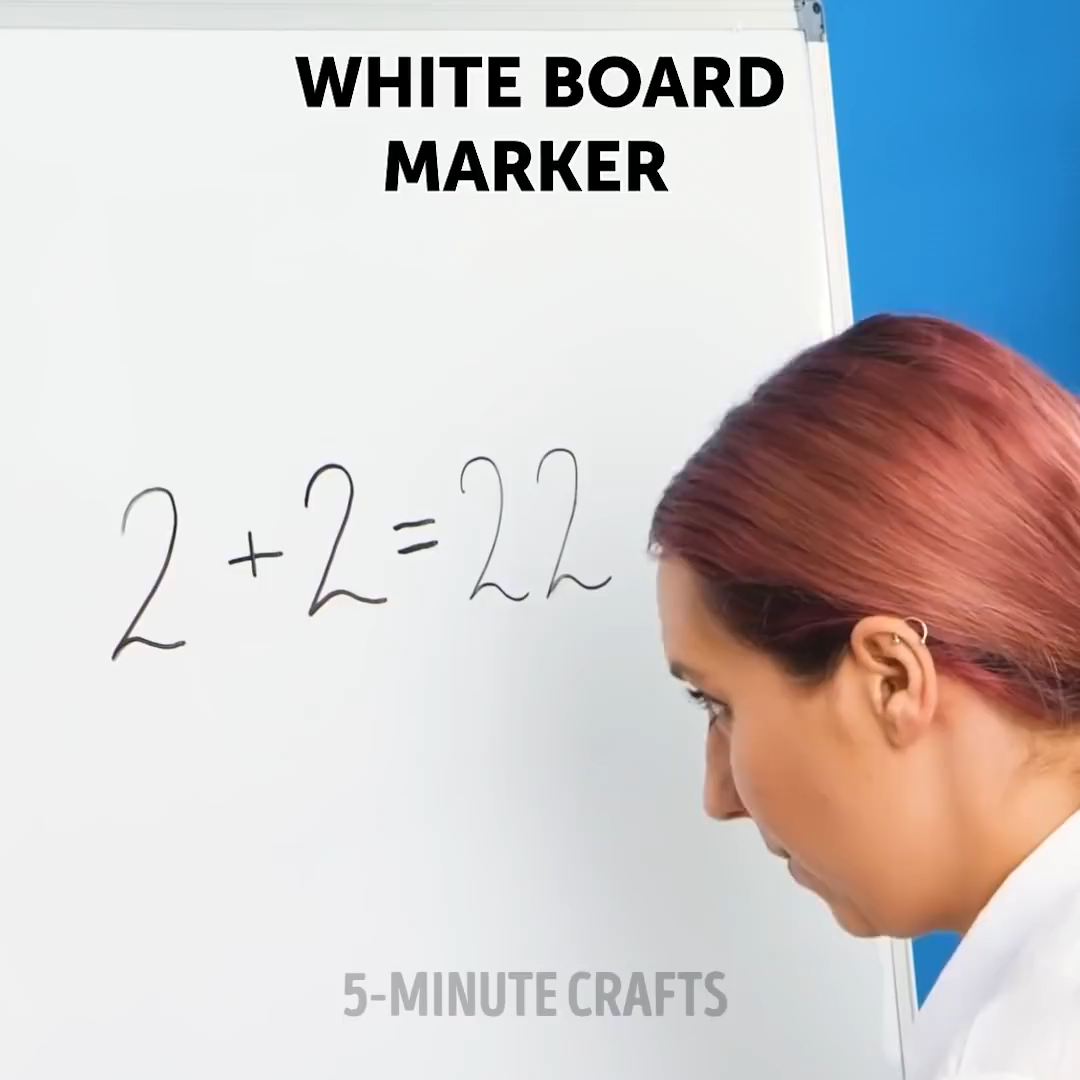 WHITE BOARD
MARKER
2 + 2 = 22
5-MINUTE CRAFTS